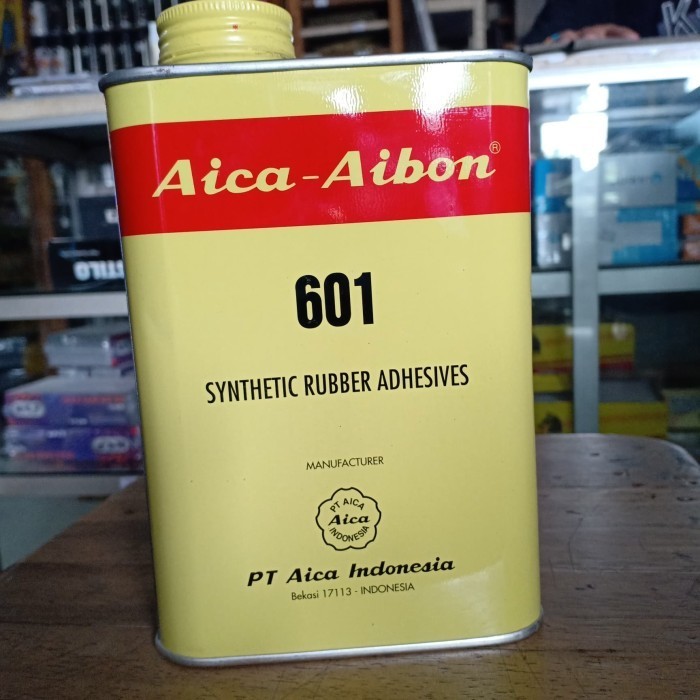 Aica-Aibon®
601
SYNTHETIC RUBBER ADHESIVES
MANUFACTURER
PT AICA
Aica
INDONESIA
PT Aica Indonesia
Bekasi 17113 - INDONESIA